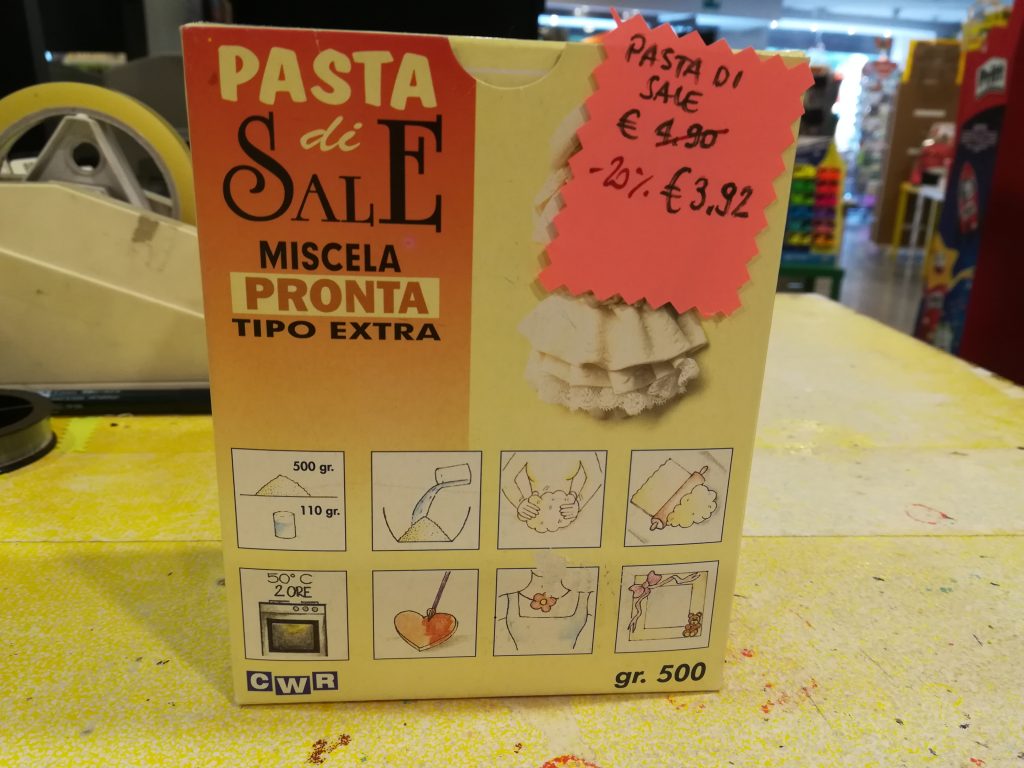 PASTA
di
SALE
MISCELA
PRONTA
TIPO EXTRA
PASTA DI
SALE
€ 4.90
-20% €3,92
500 gr.
110 gr.
50° C
2 ORE
CWR
gr. 500
Pritt